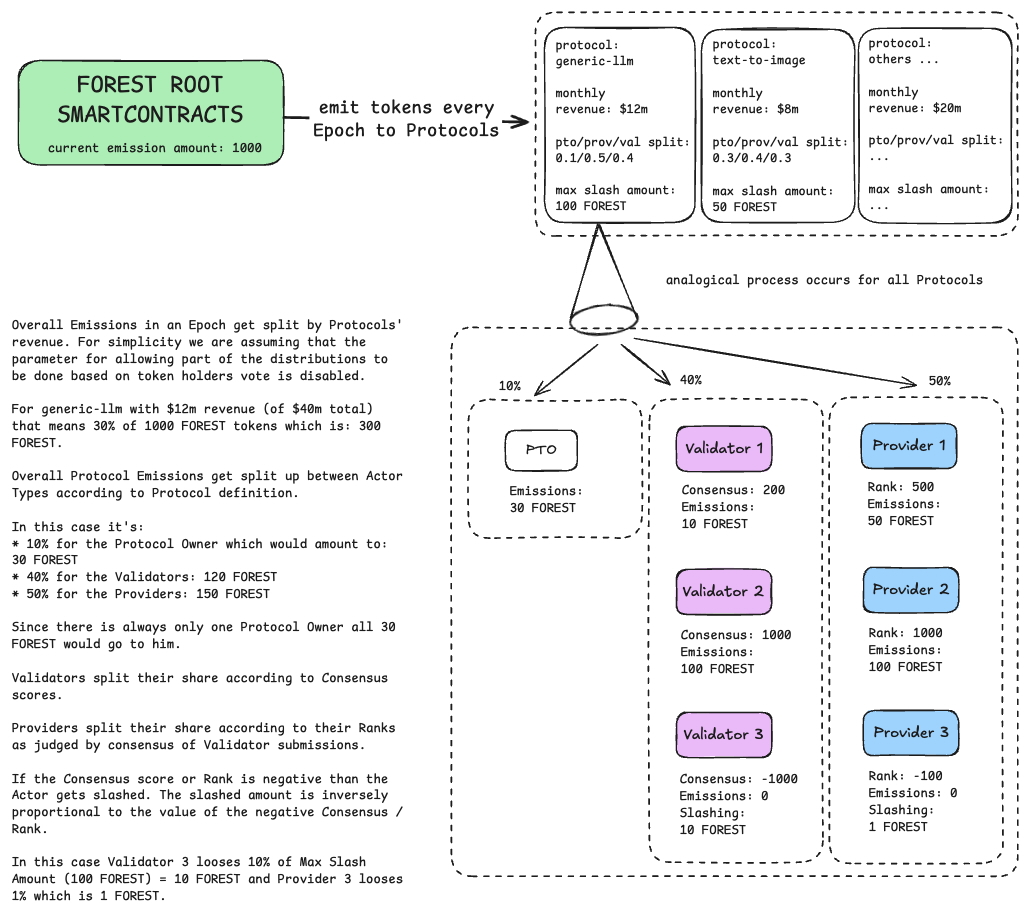 FOREST ROOT
SMARTCONTRACTS
current emission amount: 1000
emit tokens every
Epoch to Protocols
protocol:
generic-llm
monthly
revenue: $12m
pto/prov/val split:
0.1/0.5/0.4
max slash amount:
100 FOREST
protocol:
text-to-image
monthly
revenue: $8m
pto/prov/val split:
0.3/0.4/0.3
max slash amount:
50 FOREST
protocol:
others ...
monthly
revenue: $20m
pto/prov/val split:
...
max slash amount:
...
analogical process occurs for all Protocols
Overall Emissions in an Epoch get split by Protocols'
revenue. For simplicity we are assuming that the
parameter for allowing part of the distributions to
be done based on token holders vote is disabled.
For generic-llm with $12m revenue (of $40m total)
that means 30% of 1000 FOREST tokens which is: 300
FOREST.
Overall Protocol Emissions get split up between Actor
Types according to Protocol definition.
In this case it's:
* 10% for the Protocol Owner which would amount to:
30 FOREST
* 40% for the Validators: 120 FOREST
* 50% for the Providers: 150 FOREST
Since there is always only one Protocol Owner all 30
FOREST would go to him.
Validators split their share according to Consensus
scores.
Providers split their share according to their Ranks
as judged by consensus of Validator submissions.
If the Consensus score or Rank is negative than the
Actor gets slashed. The slashed amount is inversely
proportional to the value of the negative Consensus /
Rank.
In this case Validator 3 looses 10% of Max Slash
Amount (100 FOREST) = 10 FOREST and Provider 3 looses
1% which is 1 FOREST.
10%
40%
50%
PTO
Emissions:
30 FOREST
Validator 1
Consensus: 200
Emissions:
10 FOREST
Validator 2
Consensus: 1000
Emissions:
100 FOREST
Validator 3
Consensus: -1000
Emissions: 0
Slashing:
10 FOREST
Provider 1
Rank: 500
Emissions:
50 FOREST
Provider 2
Rank: 1000
Emissions:
100 FOREST
Provider 3
Rank: -100
Emissions: 0
Slashing:
1 FOREST